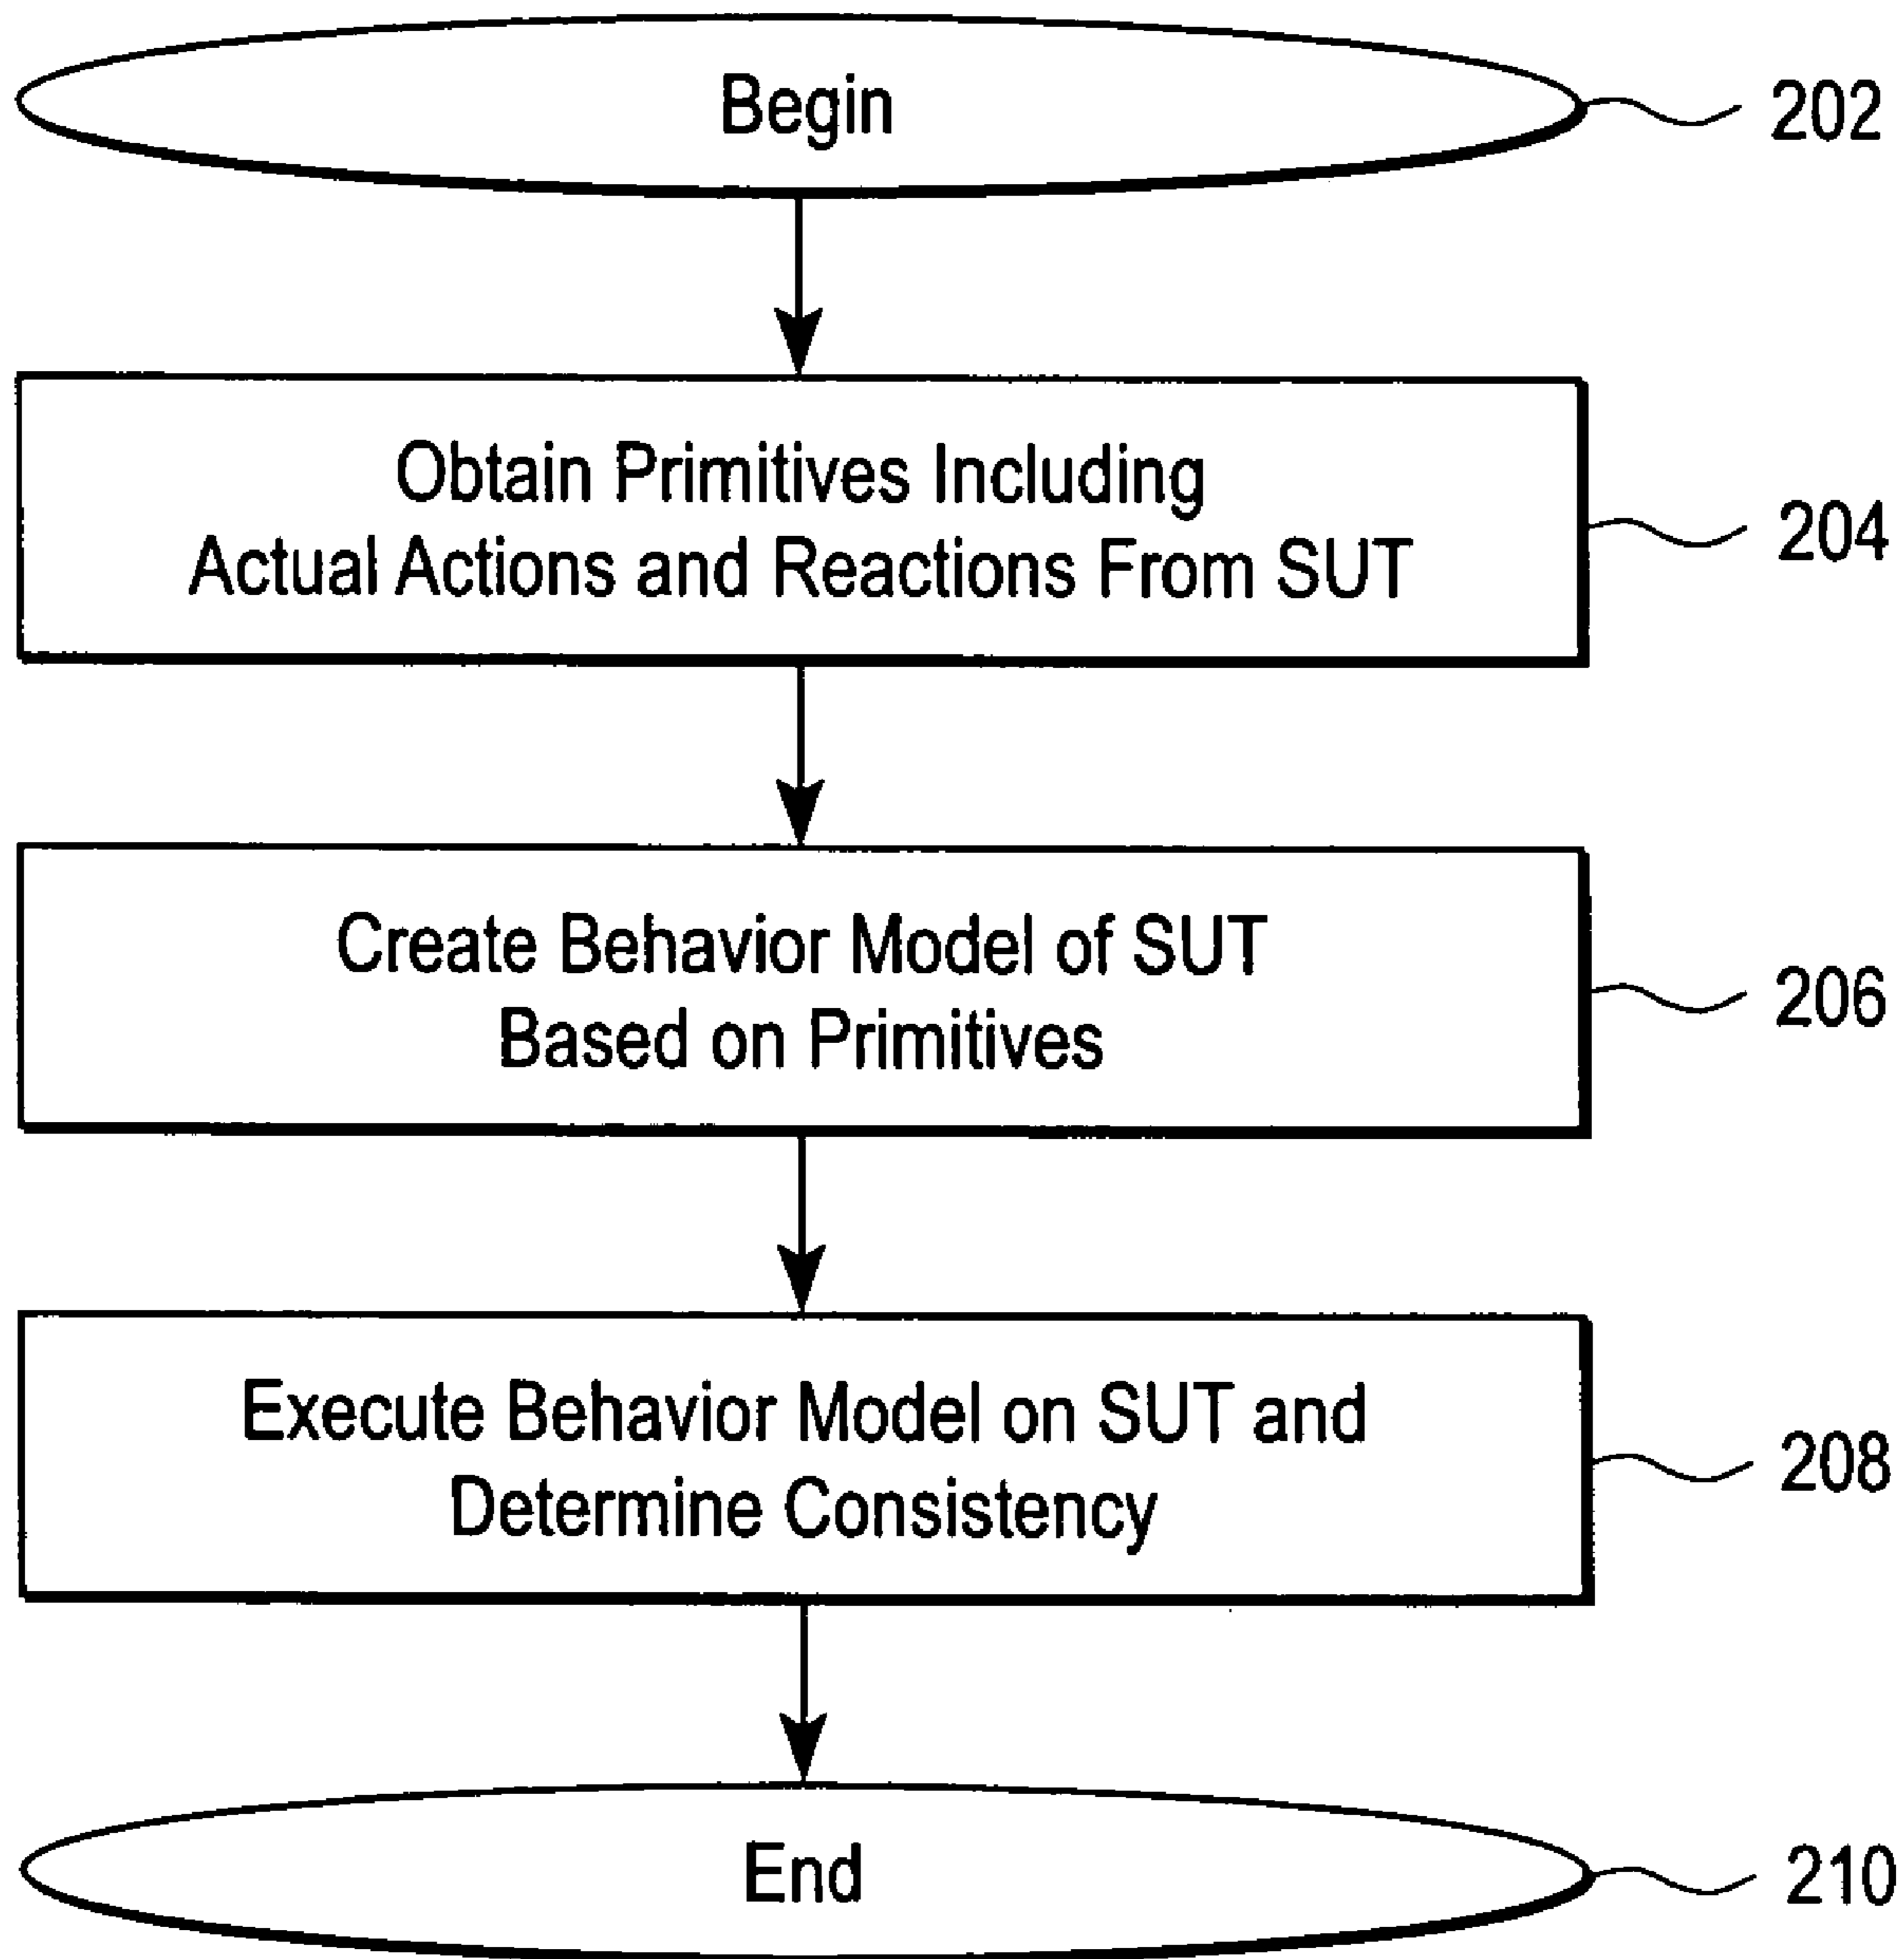 Begin
202
Obtain Primitives Including
Actual Actions and Reactions From SUT
204
Create Behavior Model of SUT
Based on Primitives
206
Execute Behavior Model on SUT and
Determine Consistency
208
End
210